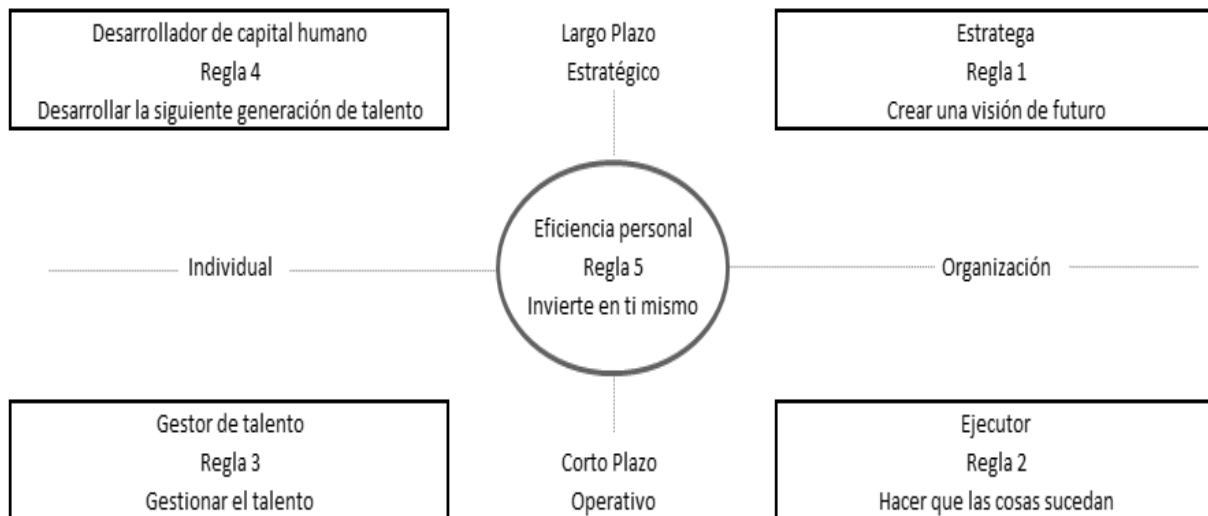 Desarrollador de capital humano
Regla 4
Desarrollar la siguiente generación de talento
Largo Plazo
Estratégico
Estratega
Regla 1
Crear una visión de futuro
Individual
Eficiencia personal
Regla 5
Invierte en ti mismo
Organización
Gestor de talento
Regla 3
Gestionar el talento
Corto Plazo
Operativo
Ejecutor
Regla 2
Hacer que las cosas sucedan